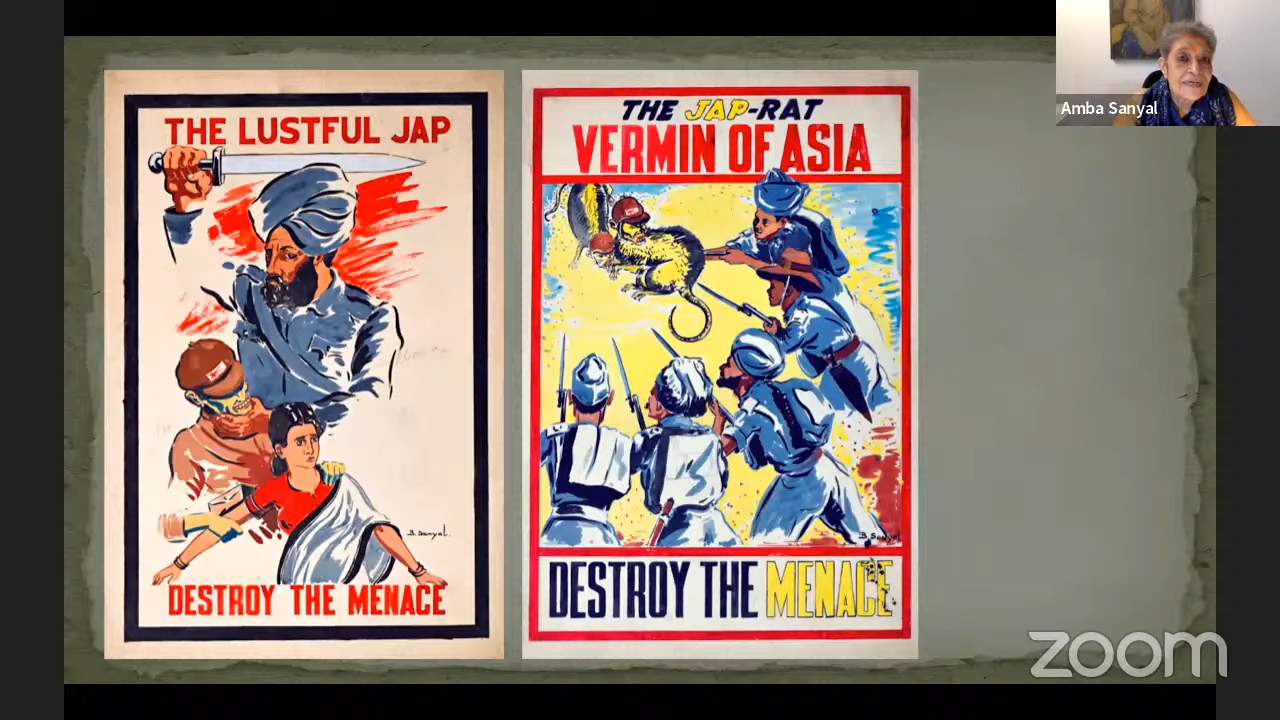 THE LUSTFUL JAP
B. Sanyal.
DESTROY THE MENACE
THE JAP-RAT
VERMIN OF ASIA
B. Sanyal
DESTROY THE MENACE
Amba Sanyal
zoom